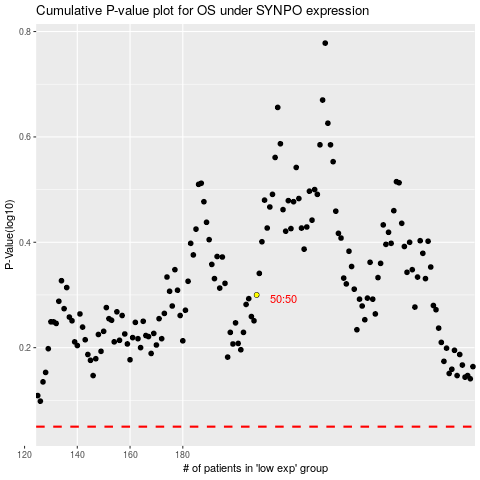 Cumulative P-value plot for OS under SYNPO expression
0.8
0.6
0.4
0.2
P-Value(log10)
50:50
120 140 160 180
# of patients in 'low exp' group